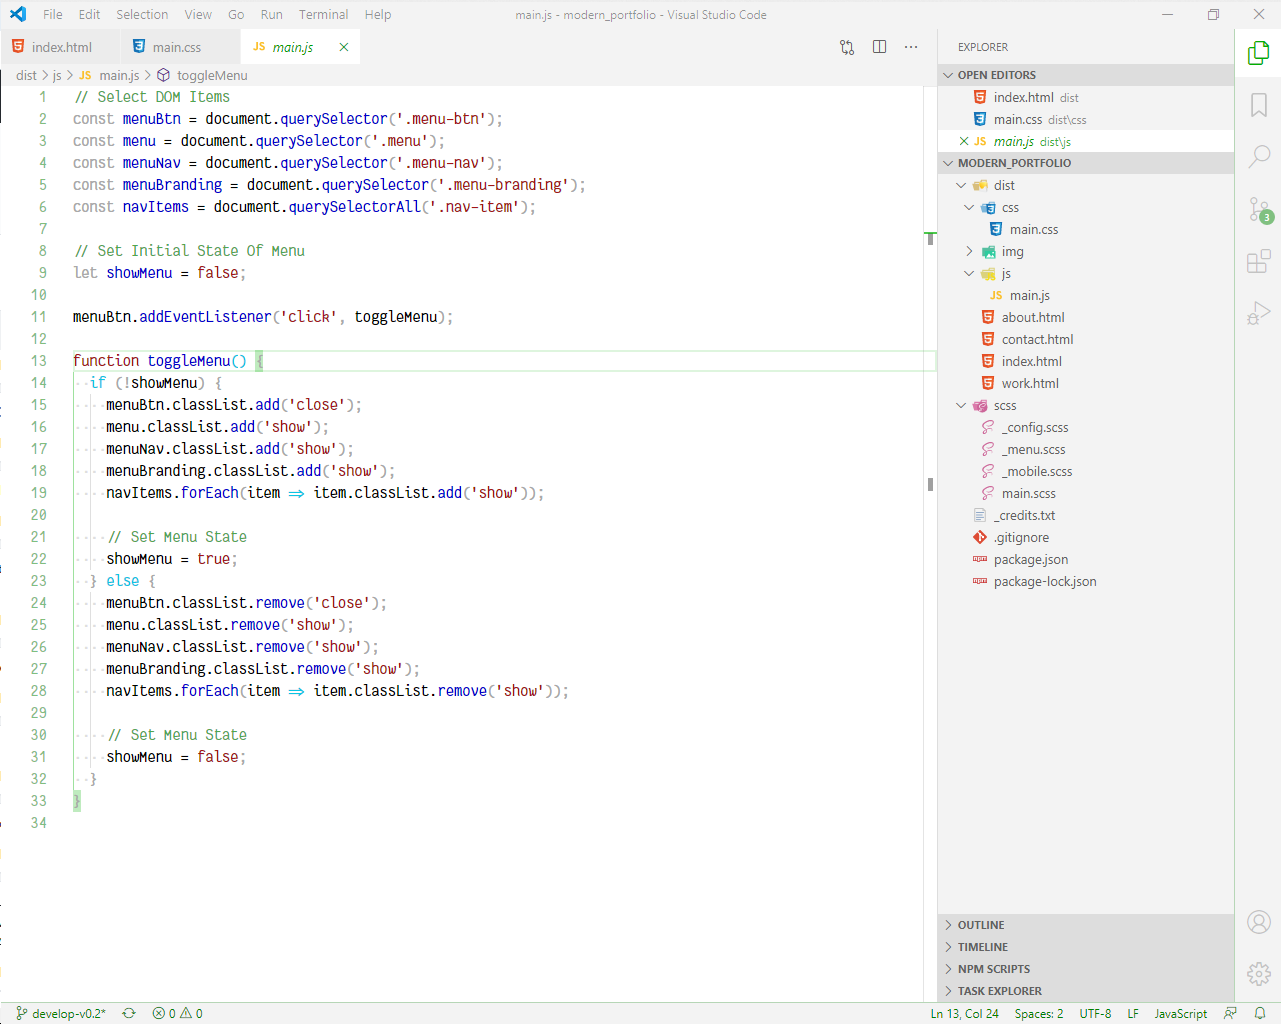 File Edit Selection View Go Run Terminal Help main.js - modern_portfolio - Visual Studio Code
index.html main.css JS main.js
dist > js > JS main.js > toggleMenu
1 // Select DOM Items
2 const menuBtn = document.querySelector('.menu-btn');
3 const menu = document.querySelector('.menu');
4 const menuNav = document.querySelector('.menu-nav');
5 const menuBranding = document.querySelector('.menu-branding');
6 const navItems = document.querySelectorAll('.nav-item');
7
8 // Set Initial State Of Menu
9 let showMenu = false;
10
11 menuBtn.addEventListener('click', toggleMenu);
12
13 function toggleMenu() {
14 if (!showMenu) {
15 menuBtn.classList.add('close');
16 menu.classList.add('show');
17 menuNav.classList.add('show');
18 menuBranding.classList.add('show');
19 navItems.forEach(item => item.classList.add('show'));
20
21 // Set Menu State
22 showMenu = true;
23 } else {
24 menuBtn.classList.remove('close');
25 menu.classList.remove('show');
26 menuNav.classList.remove('show');
27 menuBranding.classList.remove('show');
28 navItems.forEach(item => item.classList.remove('show'));
29
30 // Set Menu State
31 showMenu = false;
32 }
33 }
34
EXPLORER
OPEN EDITORS
index.html dist
main.css dist\css
JS main.js dist\js
MODERN_PORTFOLIO
dist
css
main.css
img
js
JS main.js
about.html
contact.html
index.html
work.html
scss
_config.scss
_menu.scss
_mobile.scss
main.scss
_credits.txt
.gitignore
package.json
package-lock.json
OUTLINE
TIMELINE
NPM SCRIPTS
TASK EXPLORER
3
develop-v0.2* 0 0 Ln 13, Col 24 Spaces: 2 UTF-8 LF JavaScript